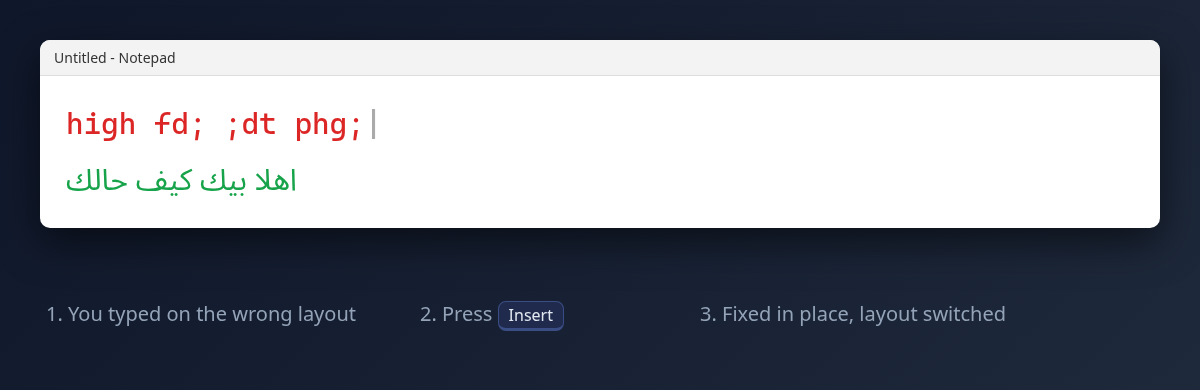 Untitled - Notepad
high fd; ;dt phg;
اهلا بيك كيف حالك
1. You typed on the wrong layout
2. Press Insert
3. Fixed in place, layout switched